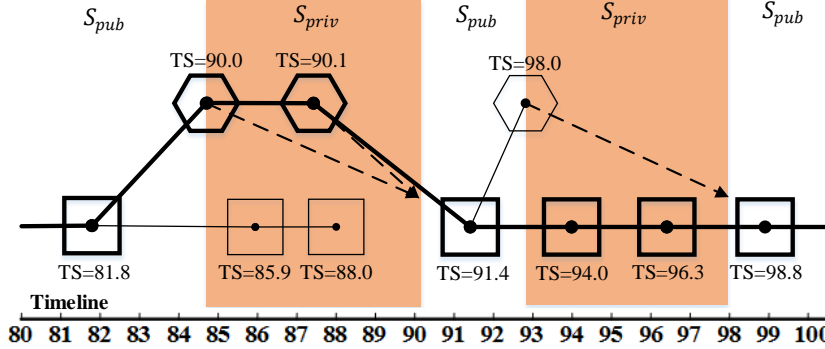 S_pub S_priv S_pub S_priv S_pub
TS=90.0 TS=90.1 TS=98.0
TS=81.8 TS=85.9 TS=88.0 TS=91.4 TS=94.0 TS=96.3 TS=98.8
Timeline
80 81 82 83 84 85 86 87 88 89 90 91 92 93 94 95 96 97 98 99 100